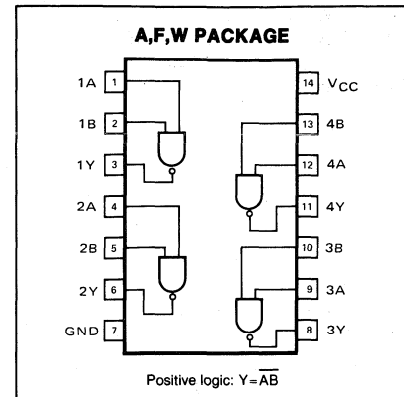 A,F,W PACKAGE
1A 1 14 VCC
1B 2 13 4B
1Y 3 12 4A
2A 4 11 4Y
2B 5 10 3B
2Y 6 9 3A
GND 7 8 3Y
Positive logic: Y=A̅B̅